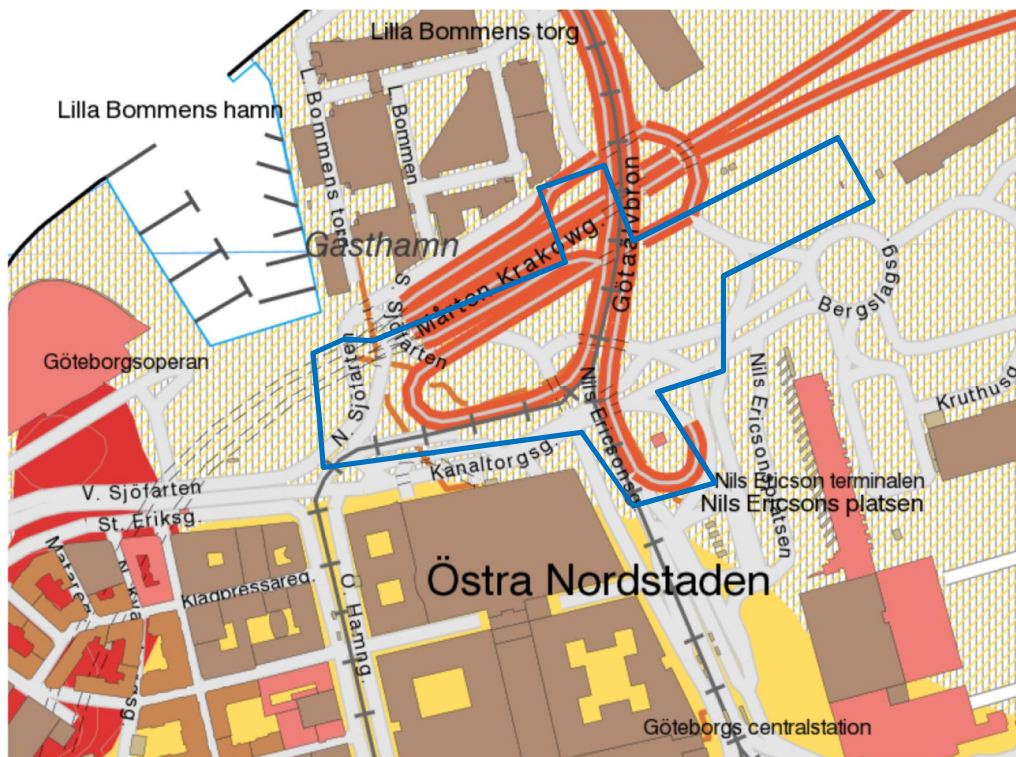 Lilla Bommens torg
Lilla Bommens hamn
L. Bommens torg
L. Bommen
Götaälvbron
Gästhamn
Mårten Krakowg.
S. Sjöfarten
N. Sjöfarten
Bergslagsg.
Göteborgsoperan
Nils Ericsonsg.
Nils Ericsonsplatsen
Kruthusg.
Kanaltorgsg.
Nils Ericson terminalen
Nils Ericsons platsen
V. Sjöfarten
St. Eriksg.
Östra Nordstaden
Klädpressareg.
Ö. Hamng.
Göteborgs centralstation